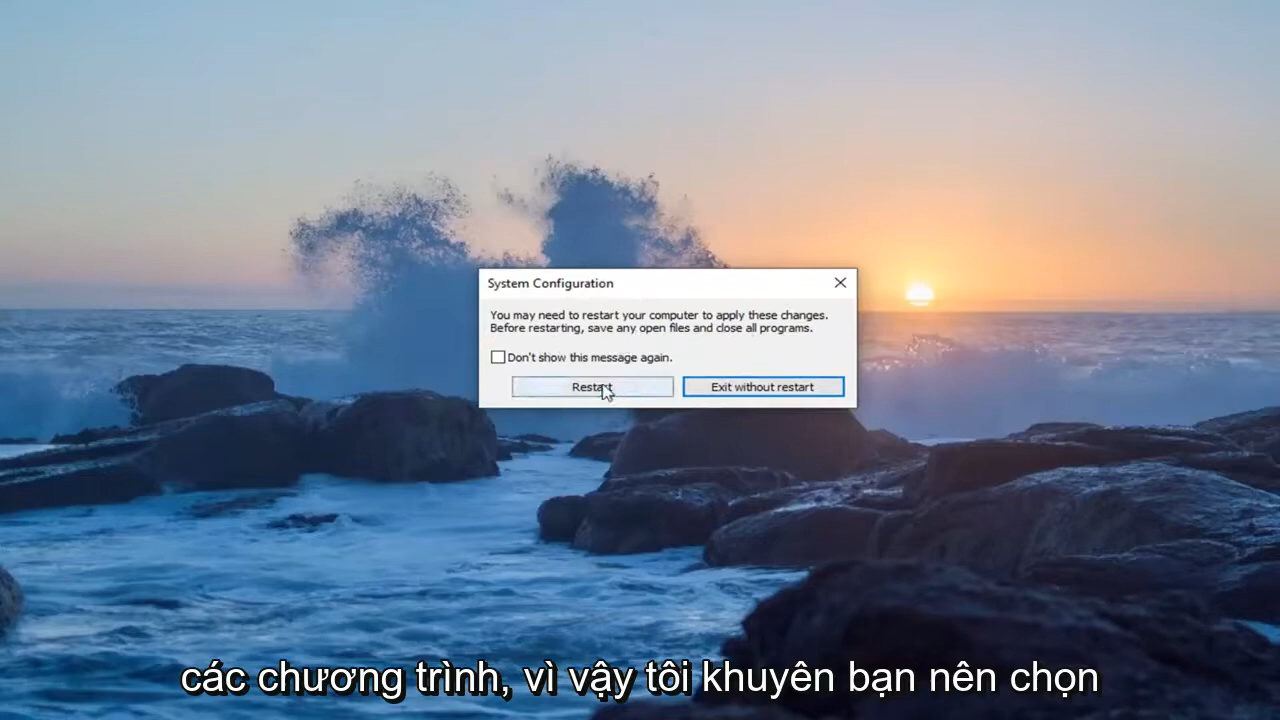 System Configuration
You may need to restart your computer to apply these changes.
Before restarting, save any open files and close all programs.
Don't show this message again.
Restart
Exit without restart
các chương trình, vì vậy tôi khuyên bạn nên chọn